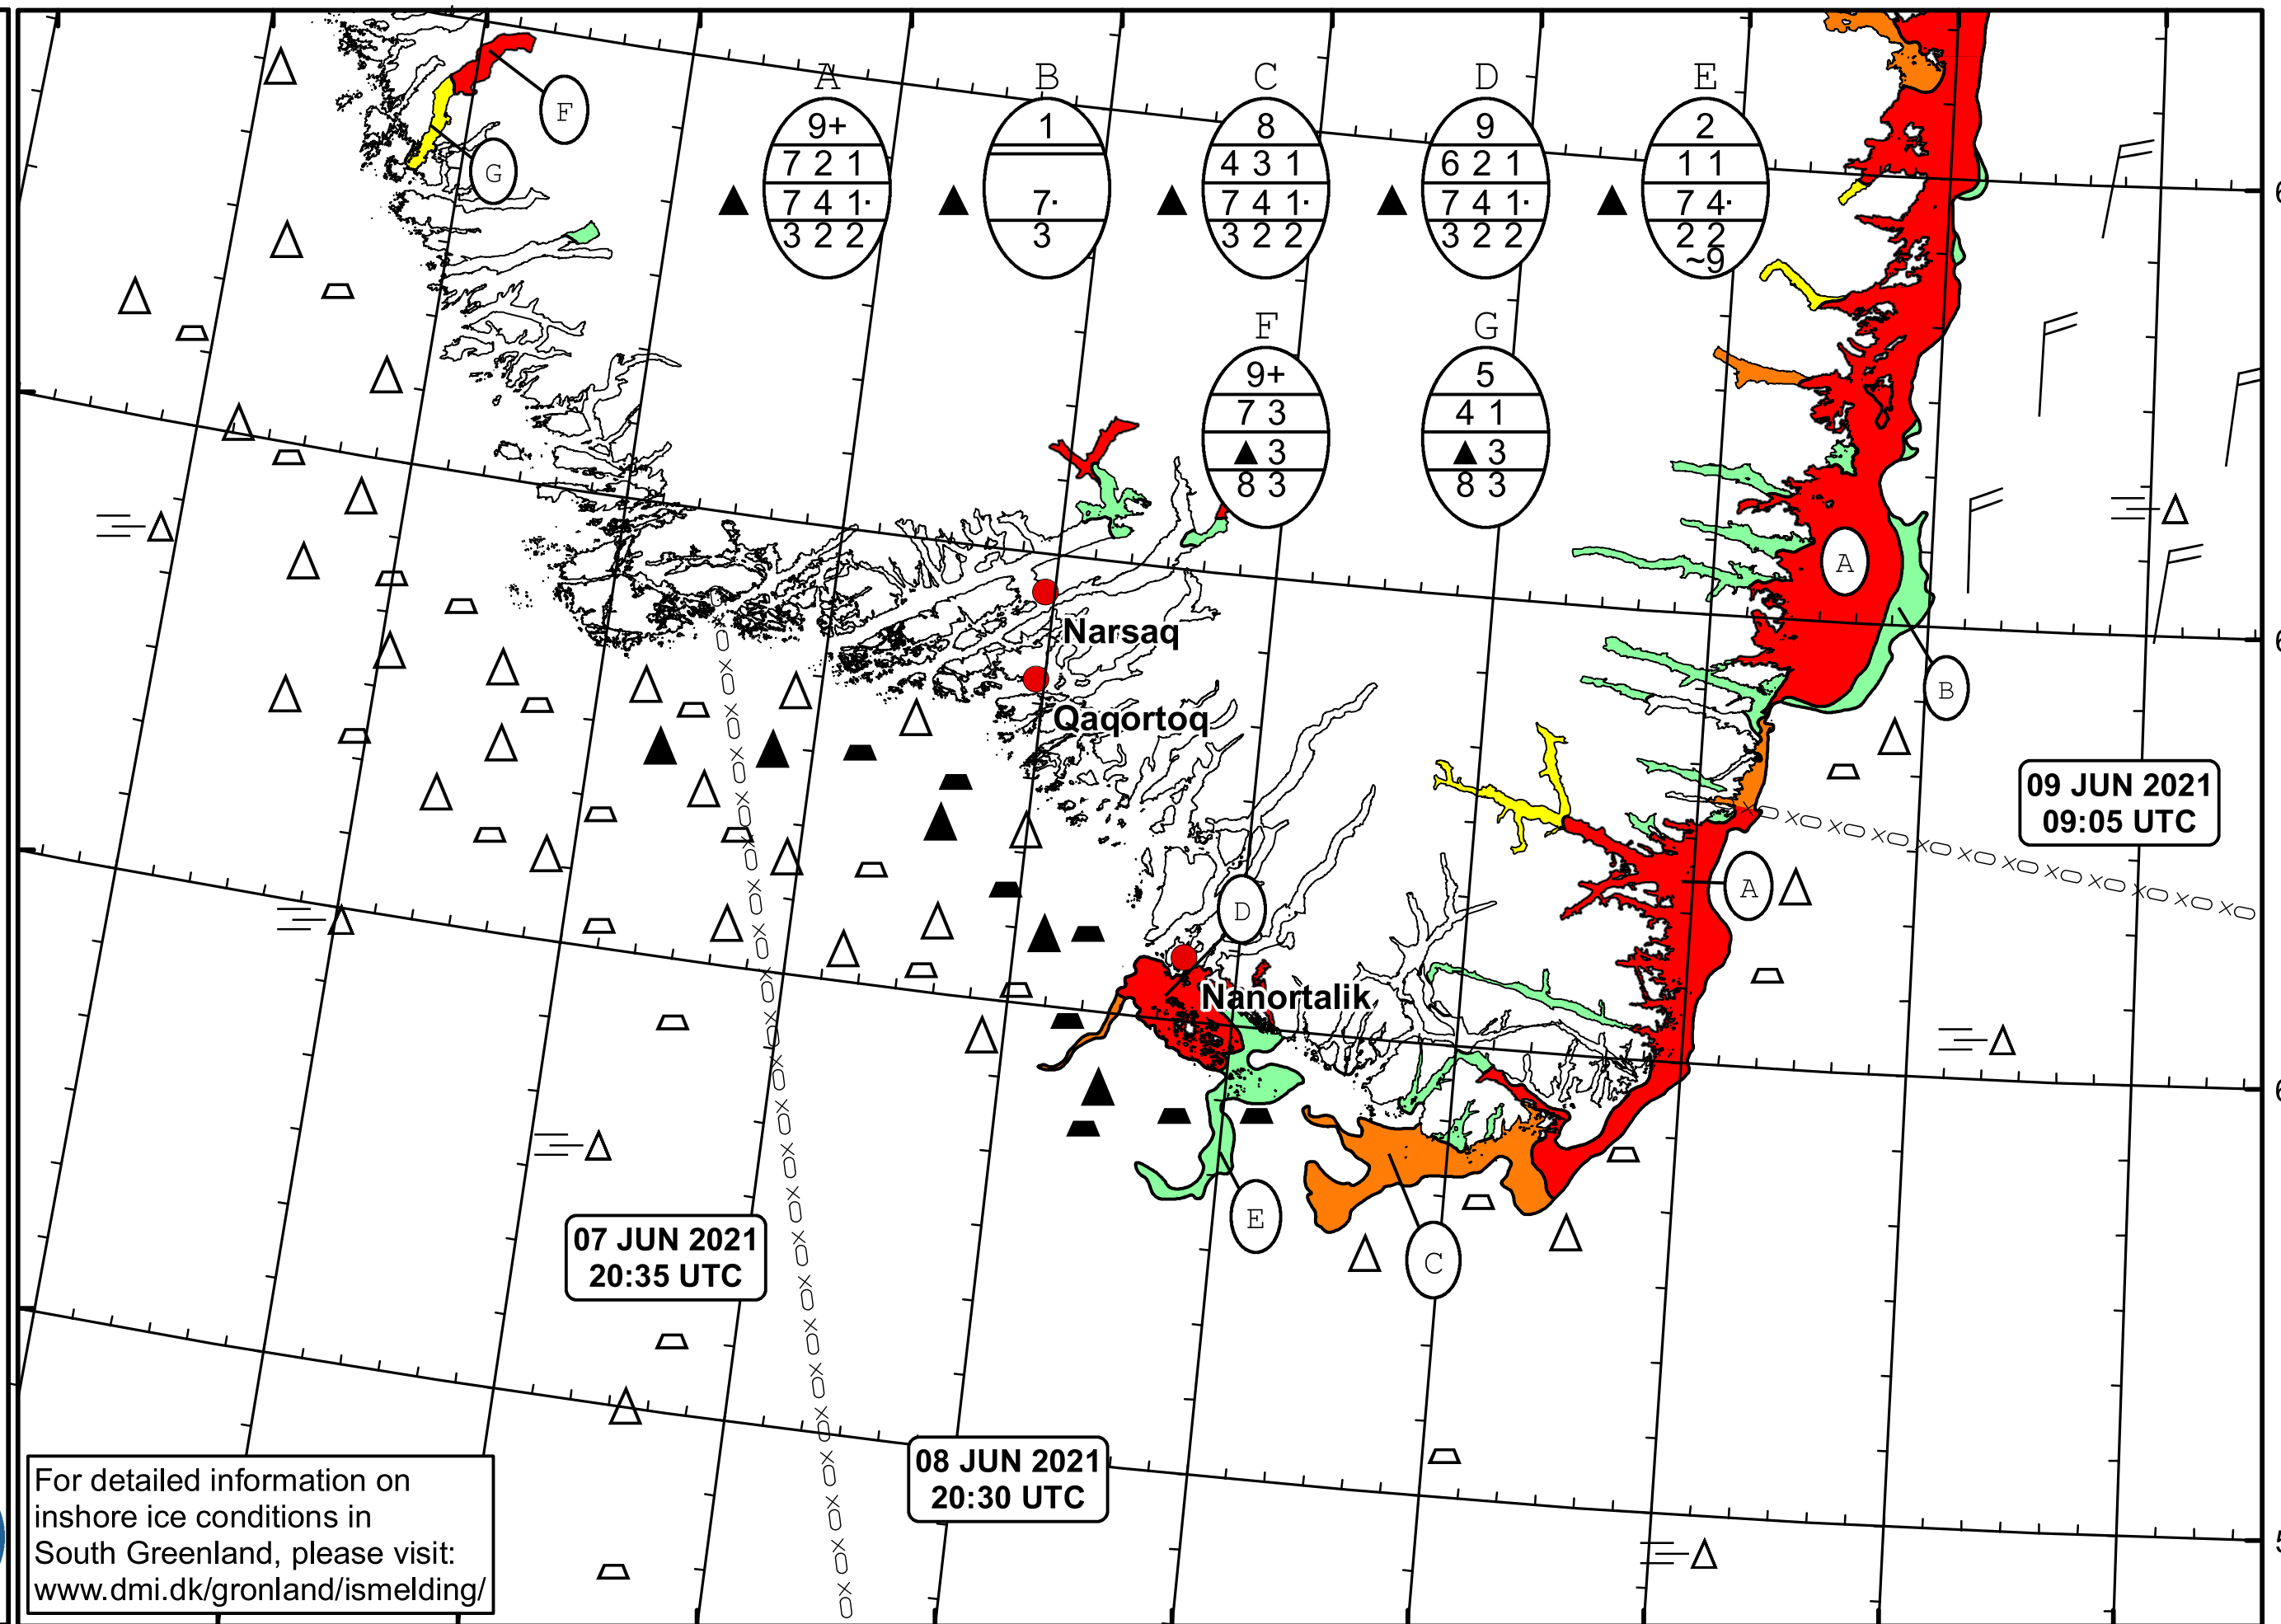 A B C D E
9+ 1 8 9 2
7 2 1 4 3 1 6 2 1 1 1
7 4 1· 7· 7 4 1· 7 4 1· 7 4·
3 2 2 3 3 2 2 3 2 2 2 2
~9
F G
9+ 5
7 3 4 1
▲ 3 ▲ 3
8 3 8 3
F
G
A
Narsaq
B
Qaqortoq
09 JUN 2021
09:05 UTC
A
D
Nanortalik
E
C
07 JUN 2021
20:35 UTC
08 JUN 2021
20:30 UTC
For detailed information on
inshore ice conditions in
South Greenland, please visit:
www.dmi.dk/gronland/ismelding/